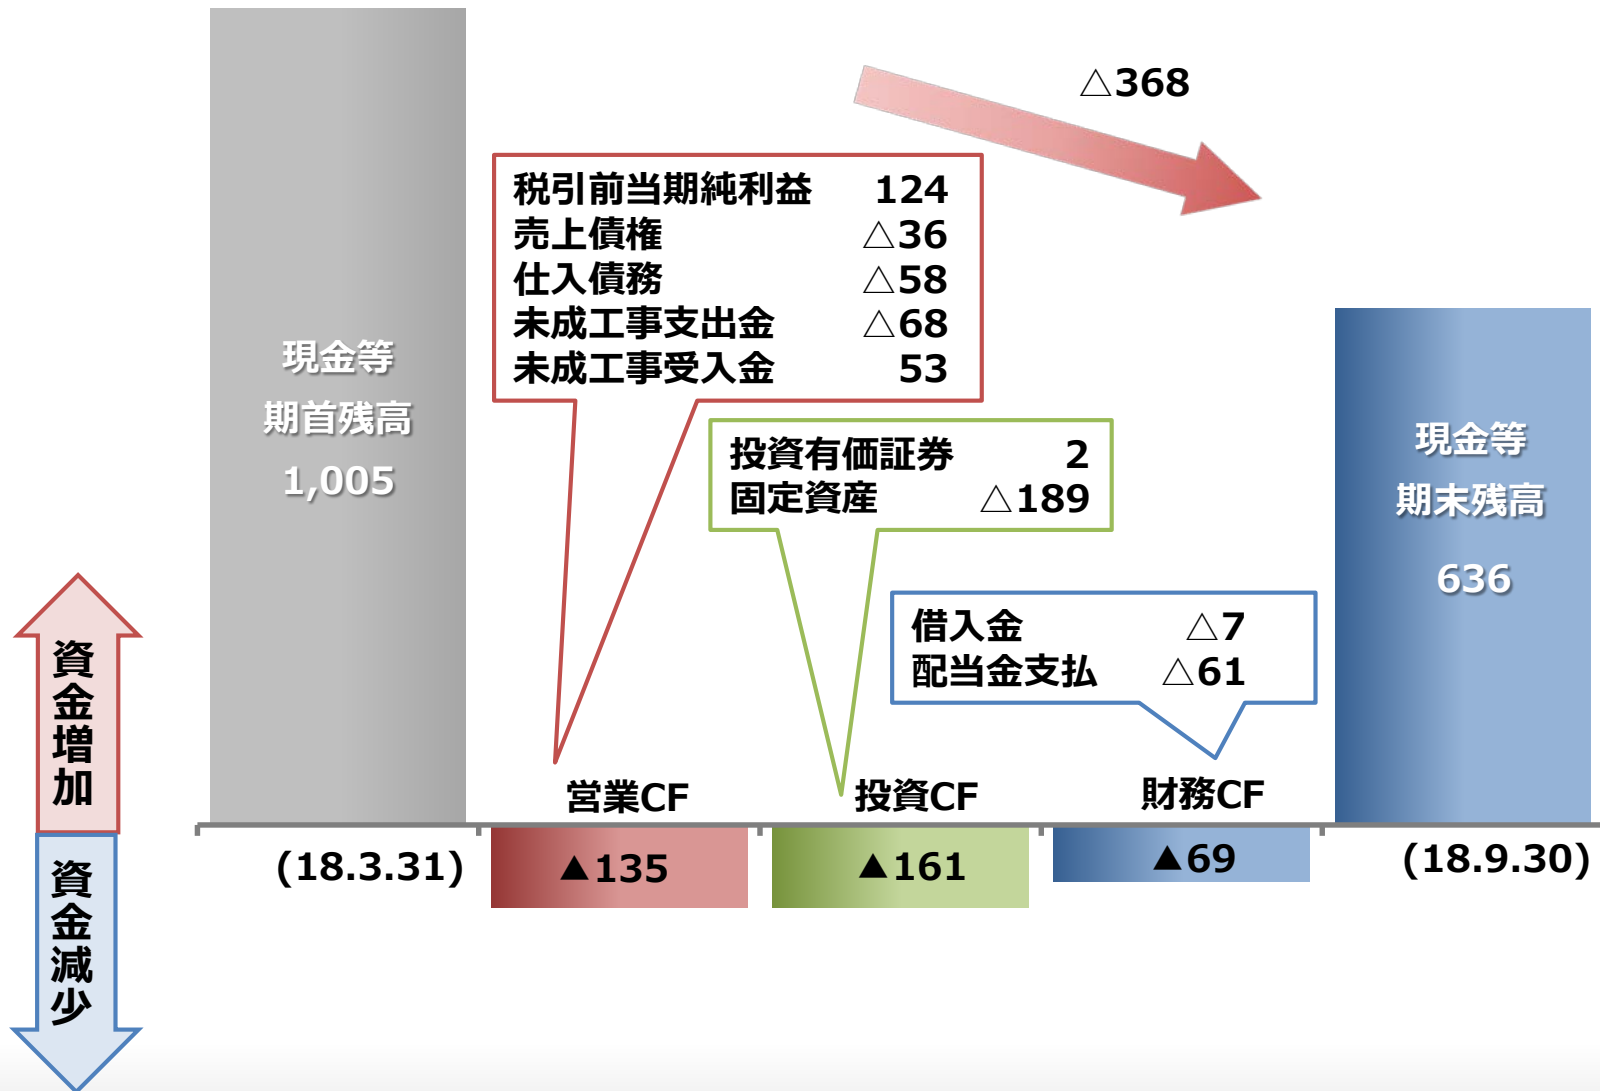 △368
税引前当期純利益 124
売上債権 △36
仕入債務 △58
未成工事支出金 △68
未成工事受入金 53
現金等
期首残高
1,005
投資有価証券 2
固定資産 △189
現金等
期末残高
636
借入金 △7
配当金支払 △61
資金増加
営業CF
投資CF
財務CF
(18.3.31)
▲135
▲161
▲69
(18.9.30)
資金減少